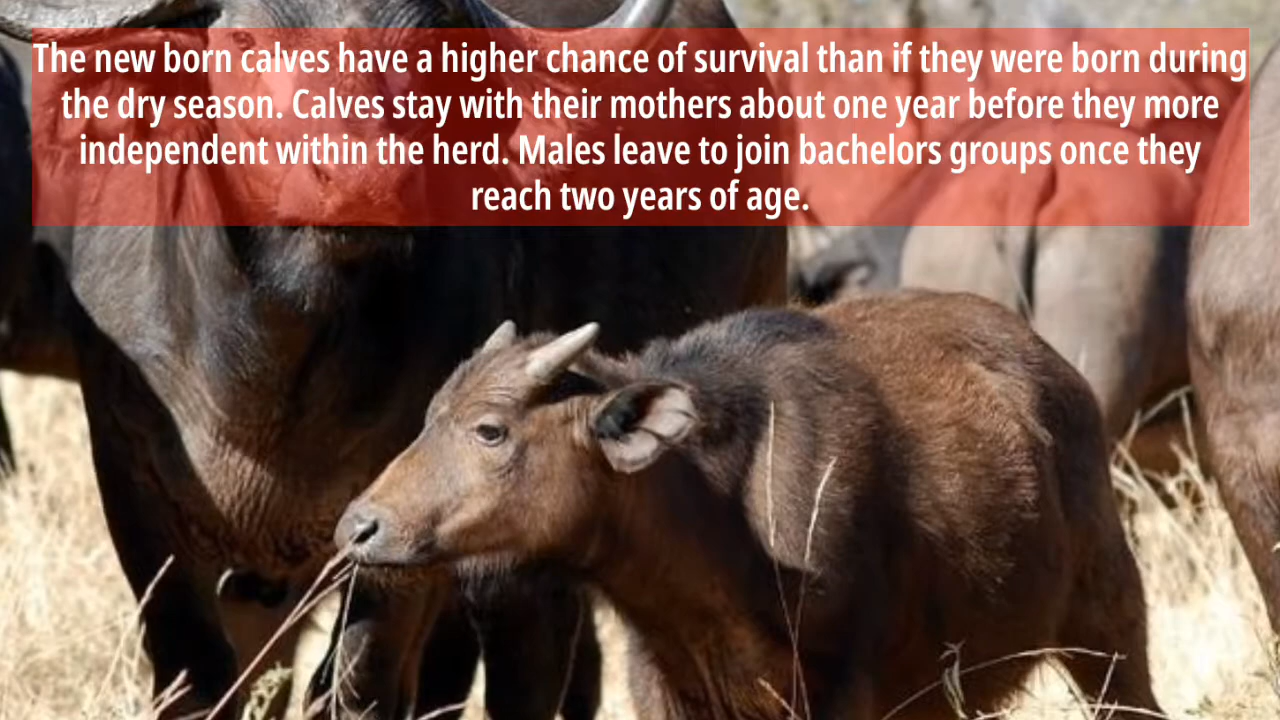 The new born calves have a higher chance of survival than if they were born during
the dry season. Calves stay with their mothers about one year before they more
independent within the herd. Males leave to join bachelors groups once they
reach two years of age.